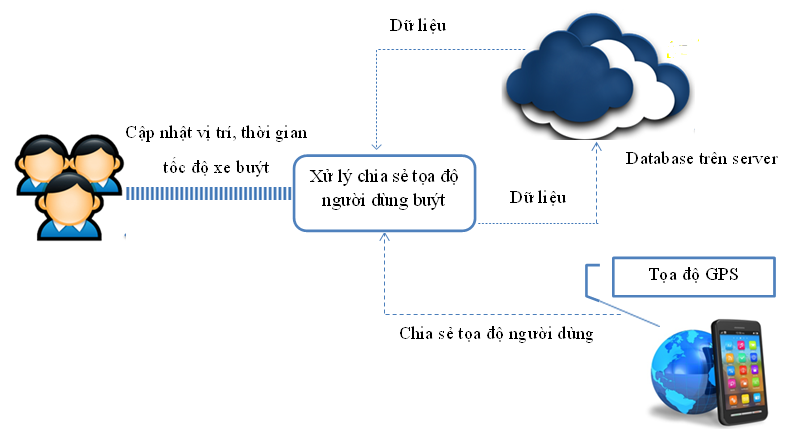 Dữ liệu
Cập nhật vị trí, thời gian
tốc độ xe buýt
Database trên server
Xử lý chia sẻ tọa độ
người dùng buýt
Dữ liệu
Tọa độ GPS
Chia sẻ tọa độ người dùng